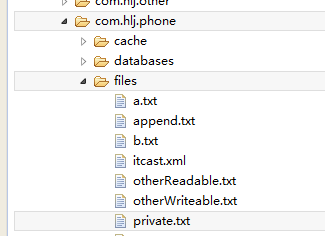 com.hlj.other
com.hlj.phone
cache
databases
files
a.txt
append.txt
b.txt
itcast.xml
otherReadable.txt
otherWriteable.txt
private.txt